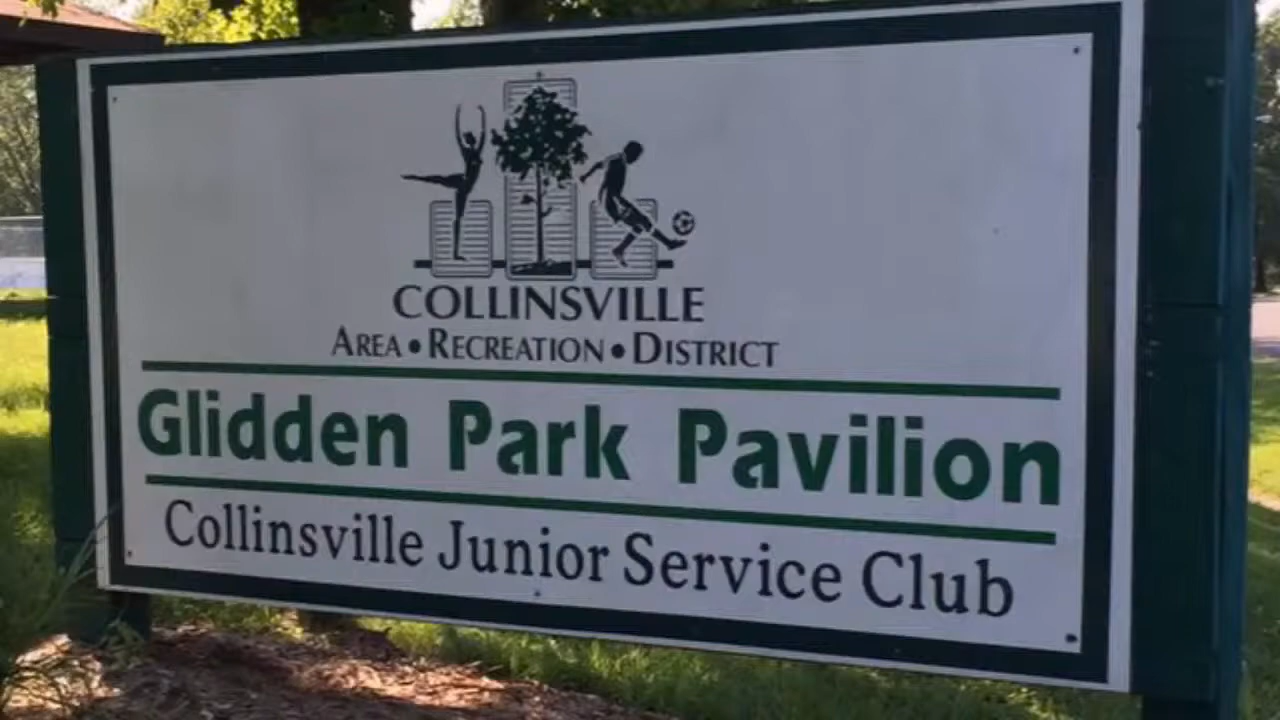 COLLINSVILLE
AREA • RECREATION • DISTRICT
Glidden Park Pavilion
Collinsville Junior Service Club